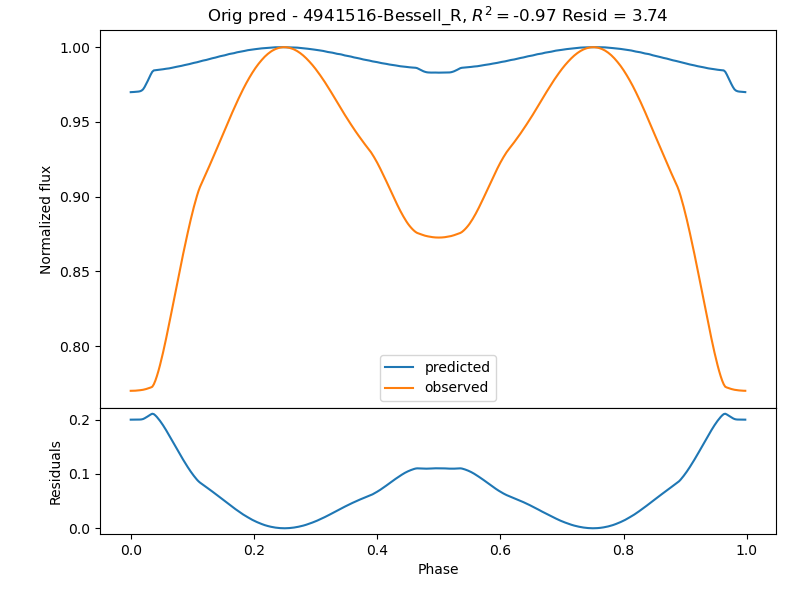 Orig pred - 4941516-Bessell_R, R² = -0.97 Resid = 3.74
1.00
0.95
0.90
0.85
0.80
Normalized flux
predicted
observed
0.2
0.1
0.0
Residuals
0.0 0.2 0.4 0.6 0.8 1.0
Phase